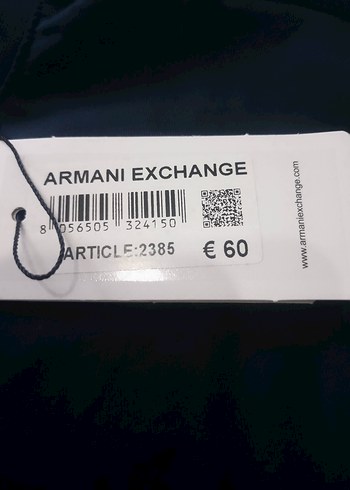 ARMANI EXCHANGE
8 056505 324150
ARTICLE:2385 € 60
www.armaniexchange.com